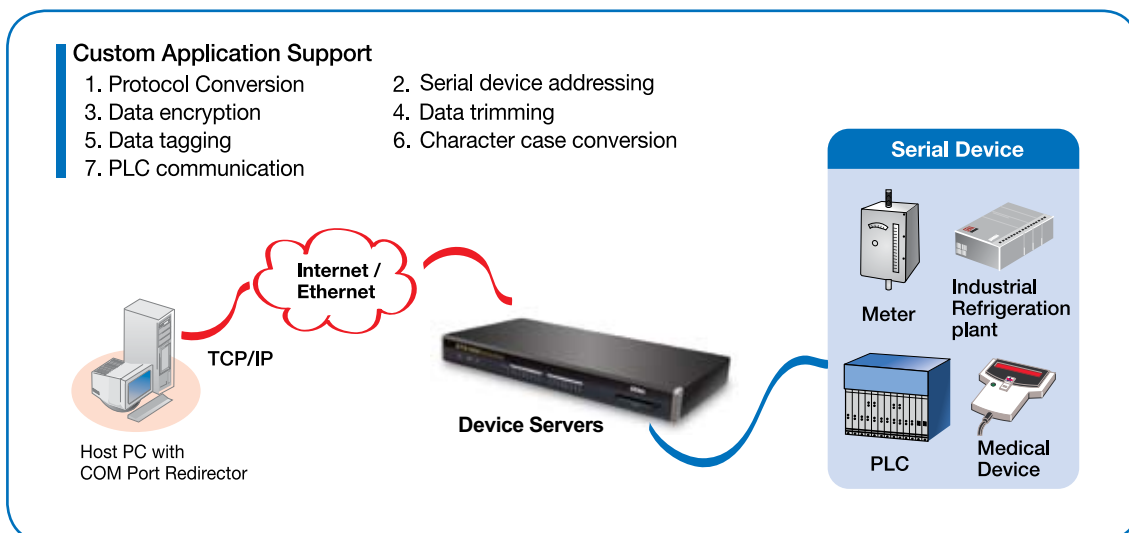 Custom Application Support
1. Protocol Conversion
2. Serial device addressing
3. Data encryption
4. Data trimming
5. Data tagging
6. Character case conversion
7. PLC communication
Serial Device
Internet /
Ethernet
TCP/IP
Host PC with
COM Port Redirector
Device Servers
Meter
Industrial
Refrigeration
plant
PLC
Medical
Device